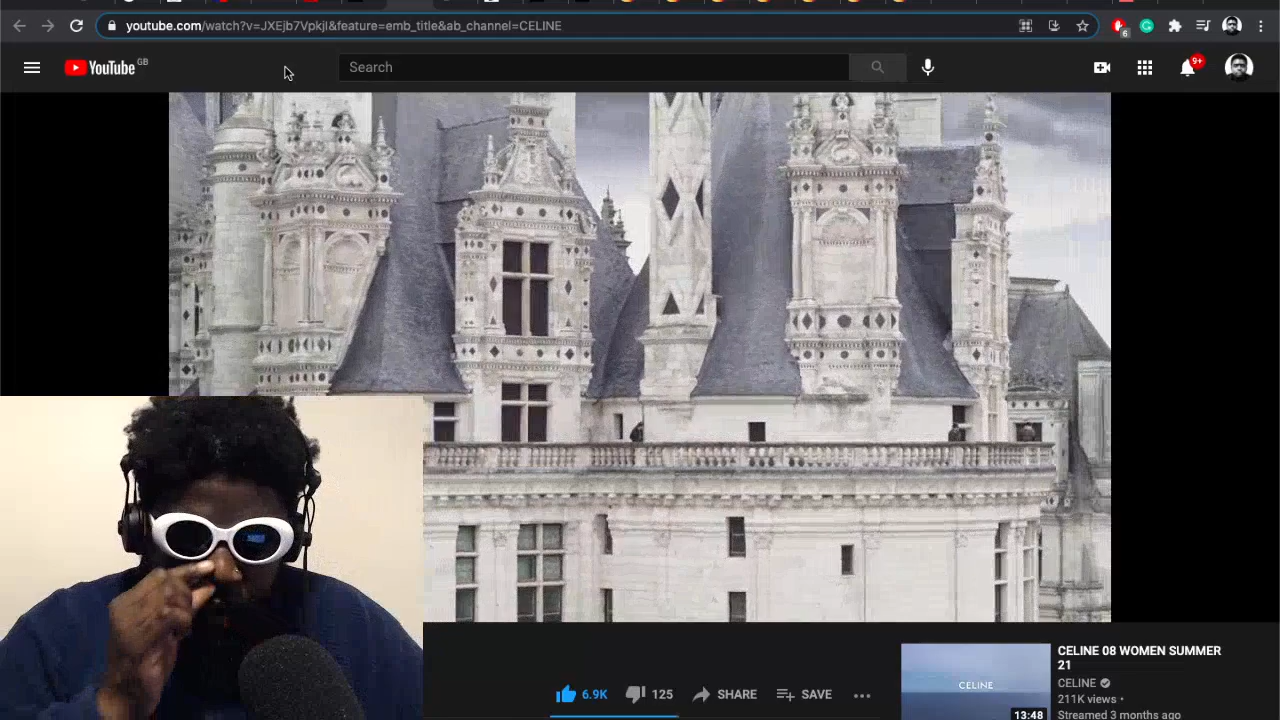 youtube.com/watch?v=JXEjb7VpkjI&feature=emb_title&ab_channel=CELINE
6
YouTube GB
Search
9+
6.9K
125
SHARE
SAVE
CELINE
13:48
CELINE 08 WOMEN SUMMER
21
CELINE
211K views •
Streamed 3 months ago